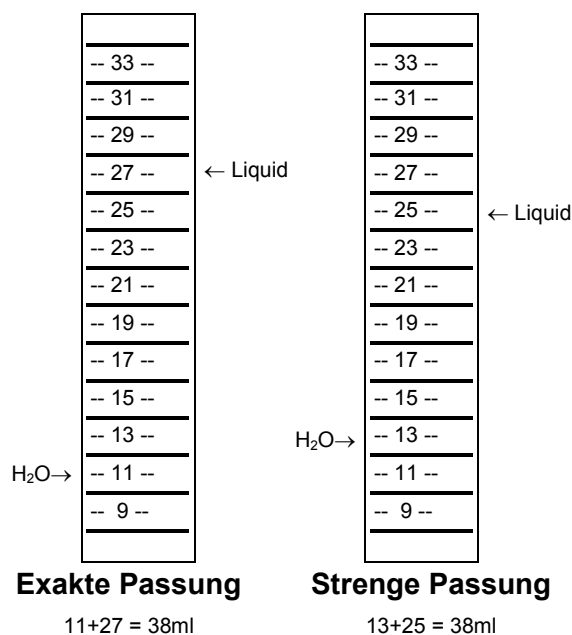 -- 33 --
-- 31 --
-- 29 --
-- 27 --
← Liquid
-- 25 --
-- 23 --
-- 21 --
-- 19 --
-- 17 --
-- 15 --
-- 13 --
H₂O→
-- 11 --
-- 9 --
Exakte Passung
11+27 = 38ml
-- 33 --
-- 31 --
-- 29 --
-- 27 --
-- 25 --
← Liquid
-- 23 --
-- 21 --
-- 19 --
-- 17 --
-- 15 --
H₂O→
-- 13 --
-- 11 --
-- 9 --
Strenge Passung
13+25 = 38ml